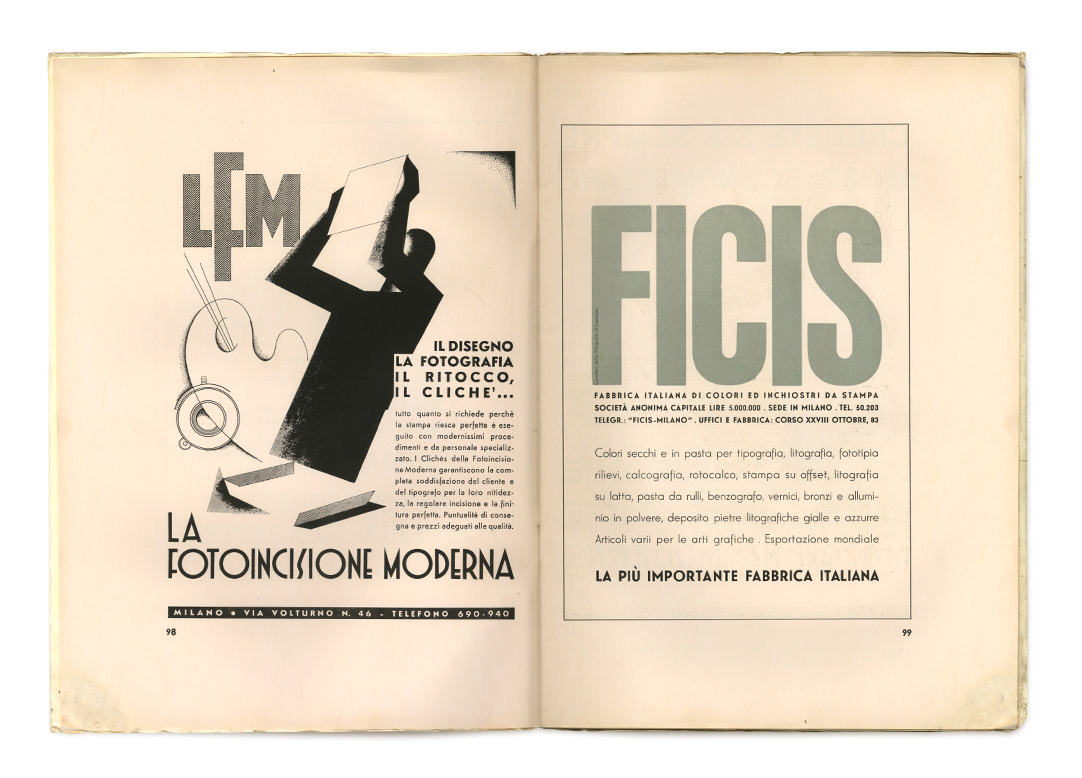 LFM
IL DISEGNO
LA FOTOGRAFIA
IL RITOCCO,
IL CLICHE'...
tutto quanto si richiede perchè
la stampa riesca perfetta è ese-
guito con modernissimi proce-
dimenti e da personale specializ-
zato. I Clichès della Fotoincisio-
ne Moderna garantiscono la com-
pleta soddisfazione del cliente e
del tipografo per la loro nitidez-
za, la regolare incisione e la fini-
tura perfetta. Puntualità di conse-
gna e prezzi adeguati alle qualità.
LA
FOTOINCISIONE MODERNA
MILANO • VIA VOLTURNO N. 46 - TELEFONO 690-940
98
FICIS
FABBRICA ITALIANA DI COLORI ED INCHIOSTRI DA STAMPA
SOCIETÀ ANONIMA CAPITALE LIRE 5.000.000 . SEDE IN MILANO . TEL. 50.203
TELEGR.: "FICIS-MILANO" . UFFICI E FABBRICA: CORSO XXVIII OTTOBRE, 83
Colori secchi e in pasta per tipografia, litografia, fototipia
rilievi, calcografia, rotocalco, stampa su offset, litografia
su latta, pasta da rulli, benzografo, vernici, bronzi e allumi-
nio in polvere, deposito pietre litografiche gialle e azzurre
Articoli varii per le arti grafiche . Esportazione mondiale
LA PIÙ IMPORTANTE FABBRICA ITALIANA
99